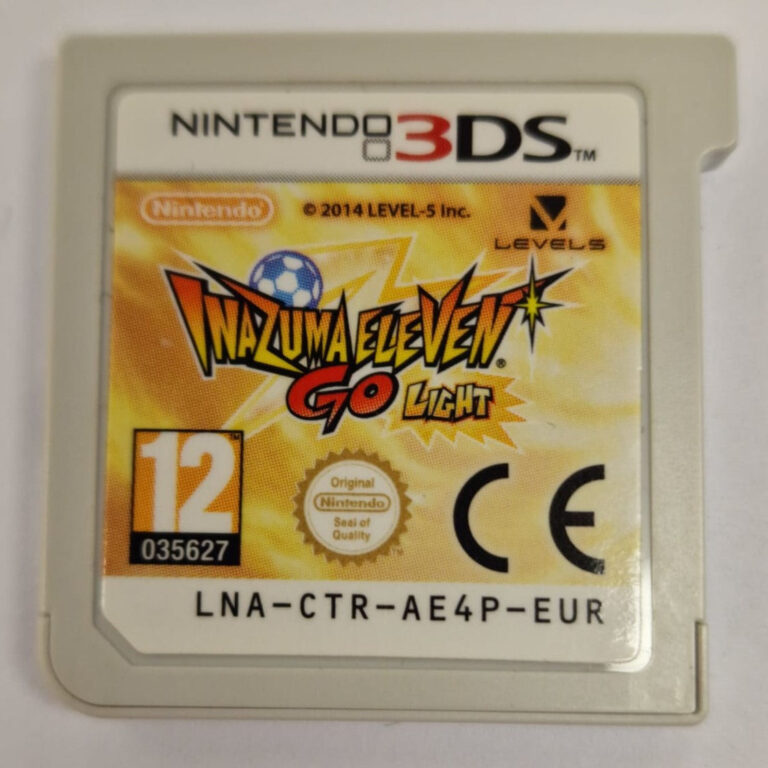 NINTENDO 3DS™
Nintendo
© 2014 LEVEL-5 Inc.
LEVEL5
INAZUMA ELEVEN®
GO LIGHT
12
035627
Original
Nintendo
Seal of
Quality
CE
LNA-CTR-AE4P-EUR